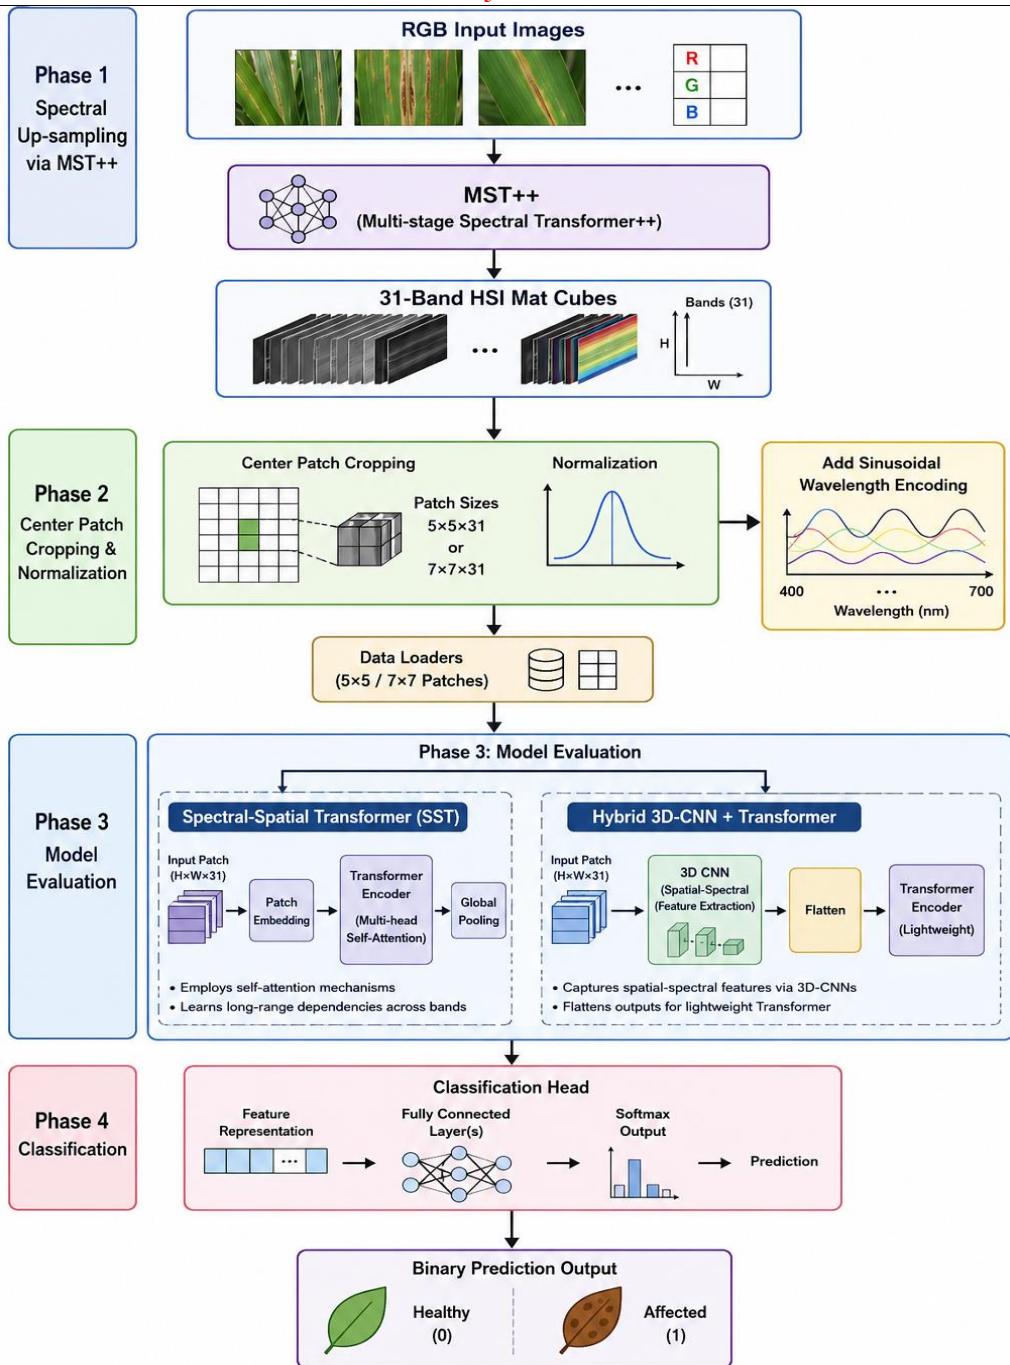 Phase 1
Spectral
Up-sampling
via MST++
RGB Input Images
...
R
G
B
MST++
(Multi-stage Spectral Transformer++)
31-Band HSI Mat Cubes
...
Bands (31)
H
W
Phase 2
Center Patch
Cropping &
Normalization
Center Patch Cropping
Patch Sizes
5×5×31
or
7×7×31
Normalization
Add Sinusoidal
Wavelength Encoding
400
...
700
Wavelength (nm)
Data Loaders
(5×5 / 7×7 Patches)
Phase 3
Model
Evaluation
Phase 3: Model Evaluation
Spectral-Spatial Transformer (SST)
Input Patch
(H×W×31)
Patch
Embedding
Transformer
Encoder
(Multi-head
Self-Attention)
Global
Pooling
• Employs self-attention mechanisms
• Learns long-range dependencies across bands
Hybrid 3D-CNN + Transformer
Input Patch
(H×W×31)
3D CNN
(Spatial-Spectral
(Feature Extraction)
Flatten
Transformer
Encoder
(Lightweight)
• Captures spatial-spectral features via 3D-CNNs
• Flattens outputs for lightweight Transformer
Phase 4
Classification
Classification Head
Feature
Representation
...
Fully Connected
Layer(s)
Softmax
Output
Prediction
Binary Prediction Output
Healthy
(0)
Affected
(1)